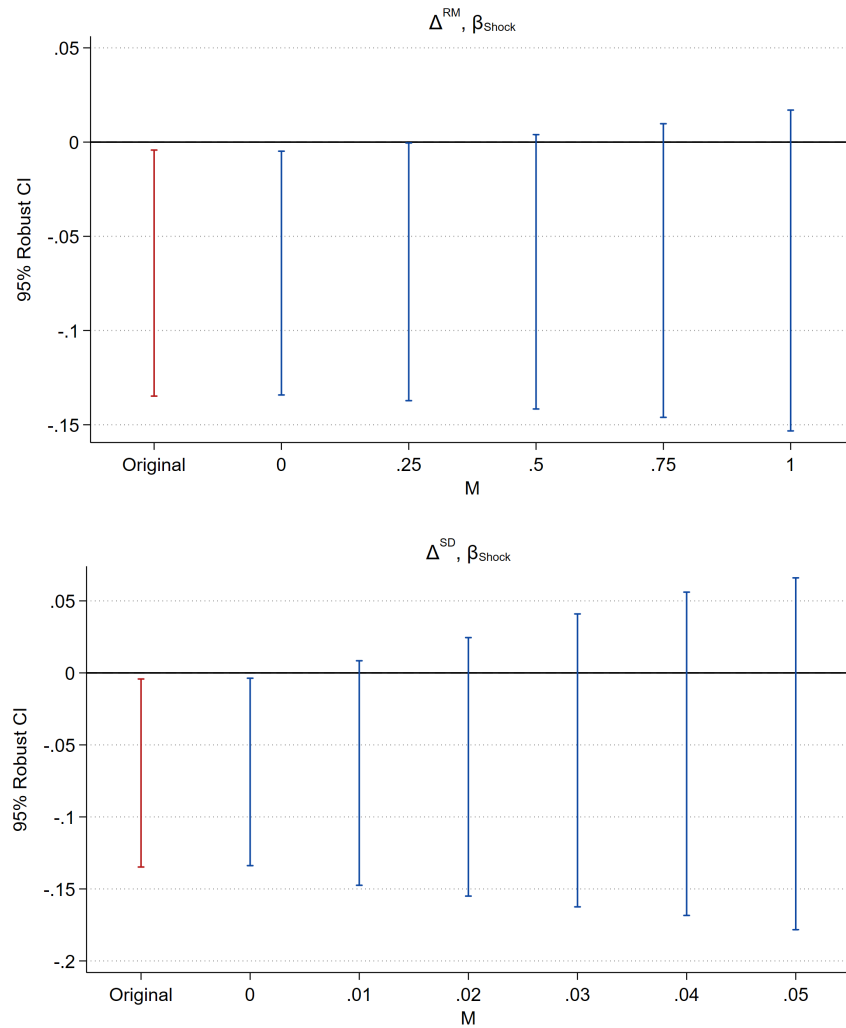 Δ^RM, β_Shock
.05
0
-.05
-.1
-.15
95% Robust CI
Original 0 .25 .5 .75 1
M
Δ^SD, β_Shock
.05
0
-.05
-.1
-.15
-.2
95% Robust CI
Original 0 .01 .02 .03 .04 .05
M